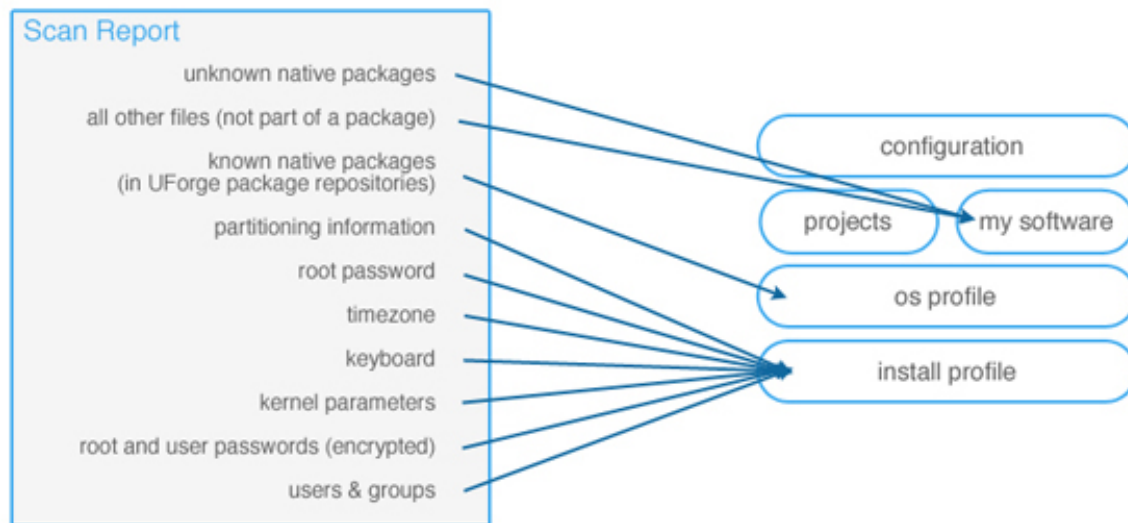 Scan Report
unknown native packages
all other files (not part of a package)
known native packages
(in UForge package repositories)
partitioning information
root password
timezone
keyboard
kernel parameters
root and user passwords (encrypted)
users & groups
configuration
projects
my software
os profile
install profile